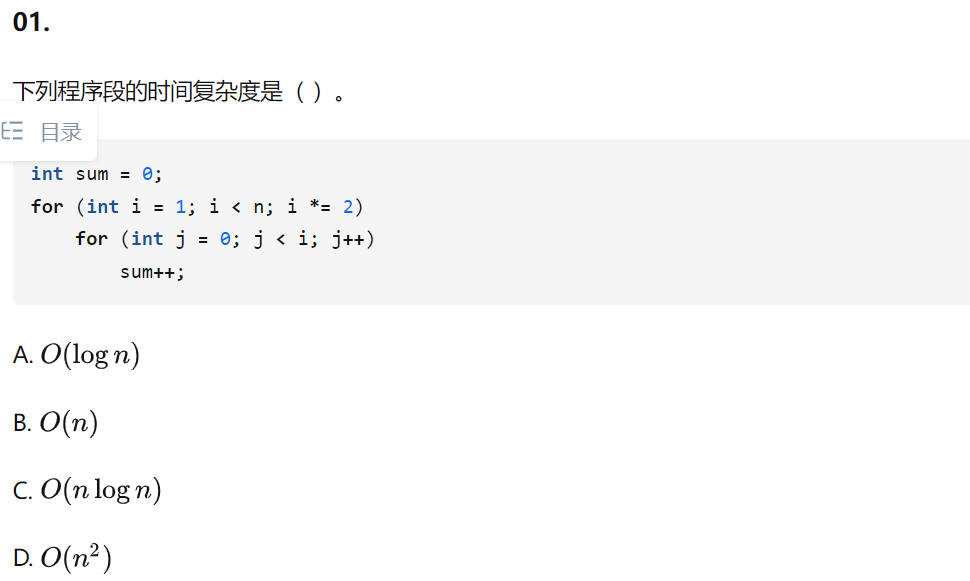 01.
下列程序段的时间复杂度是（ ）。
目录
int sum = 0;
for (int i = 1; i < n; i *= 2)
    for (int j = 0; j < i; j++)
        sum++;
A. O(log n)
B. O(n)
C. O(n log n)
D. O(n²)